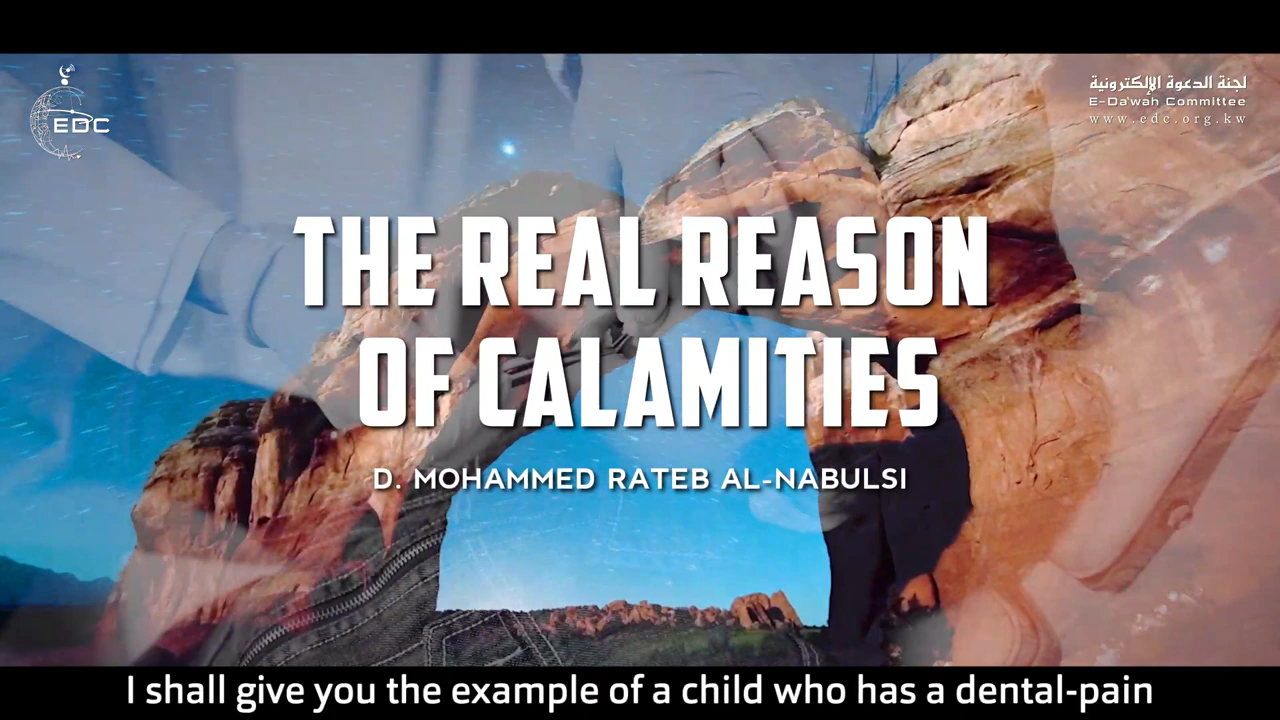 EDC
لجنة الدعوة الإلكترونية
E-Da'wah Committee
www.edc.org.kw
THE REAL REASON
OF CALAMITIES
D. MOHAMMED RATEB AL-NABULSI
I shall give you the example of a child who has a dental-pain